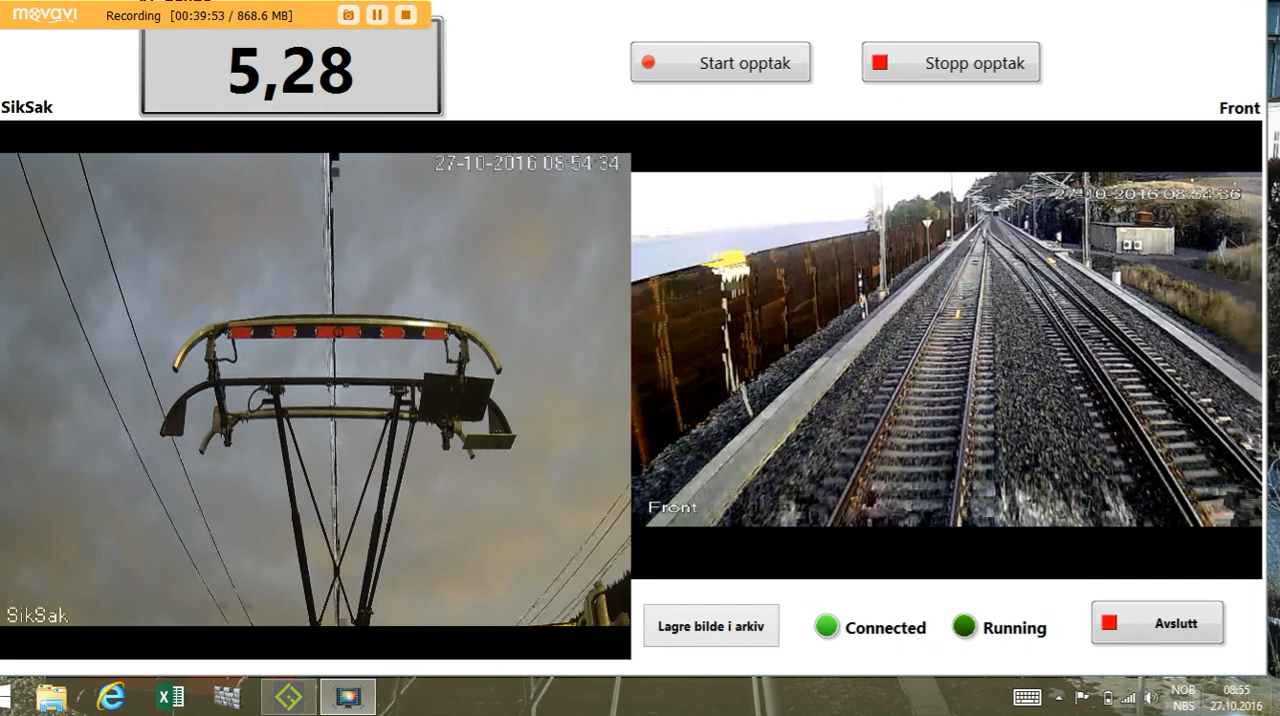 movavi
Recording [00:39:53 / 868.6 MB]
5,28
Start opptak
Stopp opptak
SikSak
Front
27-10-2016 08:54:34
27-10-2016 08:54:36
Front
SikSak
Lagre bilde i arkiv
Connected
Running
Avslutt
NOB
NBS
08:55
27.10.2016